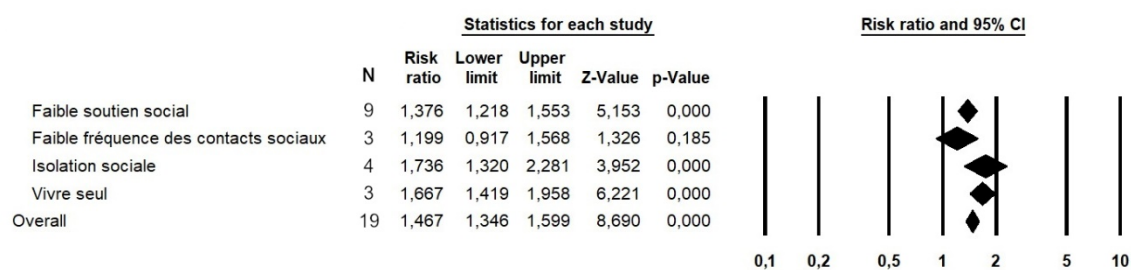 Statistics for each study Risk ratio and 95% CI
N Risk ratio Lower limit Upper limit Z-Value p-Value
Faible soutien social 9 1,376 1,218 1,553 5,153 0,000
Faible fréquence des contacts sociaux 3 1,199 0,917 1,568 1,326 0,185
Isolation sociale 4 1,736 1,320 2,281 3,952 0,000
Vivre seul 3 1,667 1,419 1,958 6,221 0,000
Overall 19 1,467 1,346 1,599 8,690 0,000
0,1 0,2 0,5 1 2 5 10